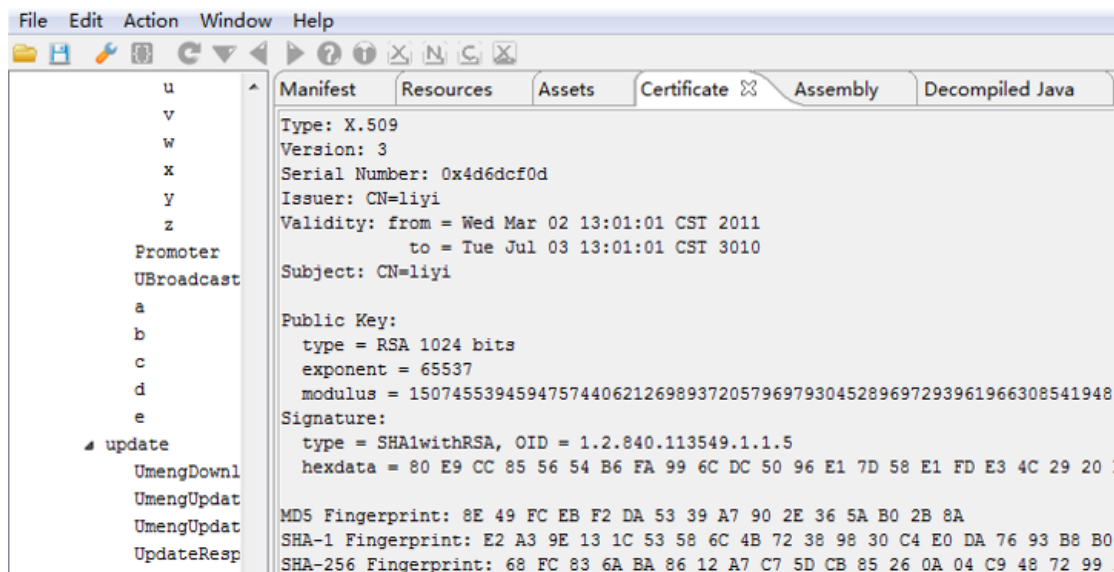 File Edit Action Window Help
u
v
w
x
y
z
Promoter
UBroadcast
a
b
c
d
e
update
UmengDownl
UmengUpdat
UmengUpdat
UpdateResp
Manifest Resources Assets Certificate Assembly Decompiled Java
Type: X.509
Version: 3
Serial Number: 0x4d6dcf0d
Issuer: CN=liyi
Validity: from = Wed Mar 02 13:01:01 CST 2011
to = Tue Jul 03 13:01:01 CST 3010
Subject: CN=liyi
Public Key:
type = RSA 1024 bits
exponent = 65537
modulus = 150745539459475744062126989372057969793045289697293961966308541948
Signature:
type = SHA1withRSA, OID = 1.2.840.113549.1.1.5
hexdata = 80 E9 CC 85 56 54 B6 FA 99 6C DC 50 96 E1 7D 58 E1 FD E3 4C 29 20
MD5 Fingerprint: 8E 49 FC EB F2 DA 53 39 A7 90 2E 36 5A B0 2B 8A
SHA-1 Fingerprint: E2 A3 9E 13 1C 53 58 6C 4B 72 38 98 30 C4 E0 DA 76 93 B8 B0
SHA-256 Fingerprint: 68 FC 83 6A BA 86 12 A7 C7 5D CB 85 26 0A 04 C9 48 72 99